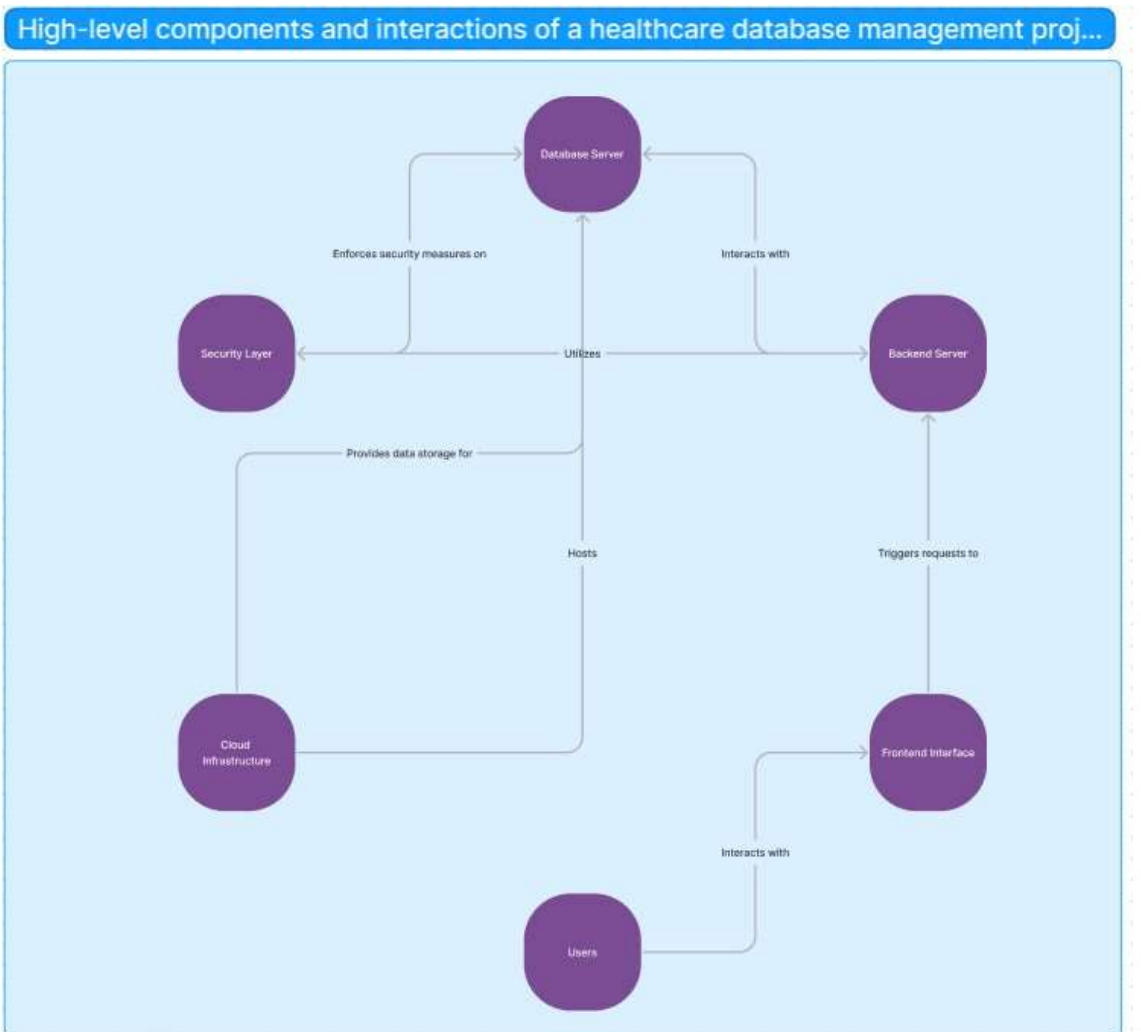 High-level components and interactions of a healthcare database management proj...
Database Server
Enforces security measures on
Interacts with
Security Layer
Utilizes
Backend Server
Provides data storage for
Hosts
Triggers requests to
Cloud
Infrastructure
Frontend Interface
Interacts with
Users